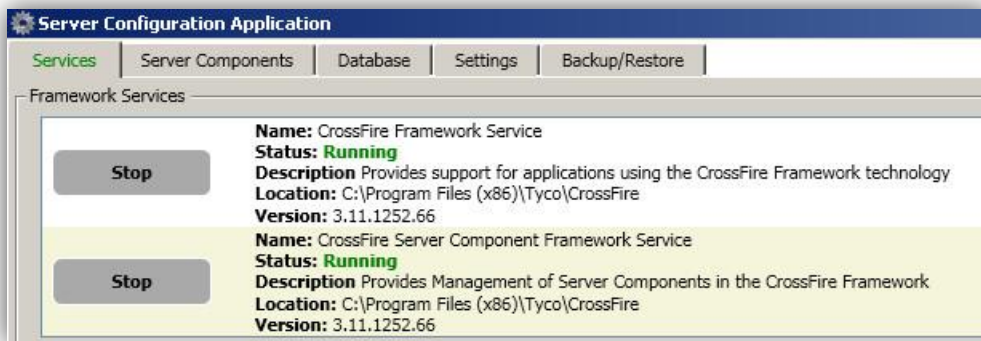 Server Configuration Application
Services Server Components Database Settings Backup/Restore
Framework Services
Name: CrossFire Framework Service
Status: Running
Stop
Description Provides support for applications using the CrossFire Framework technology
Location: C:\Program Files (x86)\Tyco\CrossFire
Version: 3.11.1252.66
Name: CrossFire Server Component Framework Service
Status: Running
Stop
Description Provides Management of Server Components in the CrossFire Framework
Location: C:\Program Files (x86)\Tyco\CrossFire
Version: 3.11.1252.66